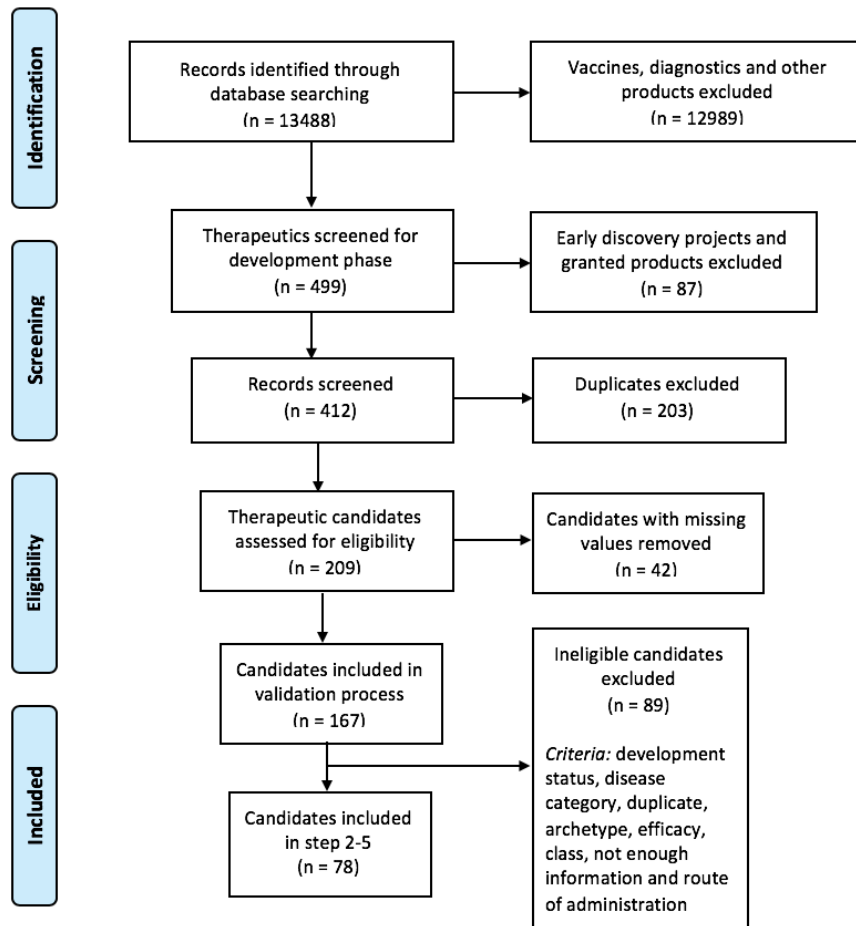 Identification
Records identified through
database searching
(n = 13488)
Vaccines, diagnostics and other
products excluded
(n = 12989)
Screening
Therapeutics screened for
development phase
(n = 499)
Early discovery projects and
granted products excluded
(n = 87)
Records screened
(n = 412)
Duplicates excluded
(n = 203)
Eligibility
Therapeutic candidates
assessed for eligibility
(n = 209)
Candidates with missing
values removed
(n = 42)
Candidates included in
validation process
(n = 167)
Ineligible candidates
excluded
(n = 89)
Criteria: development
status, disease
category, duplicate,
archetype, efficacy,
class, not enough
information and route
of administration
Included
Candidates included
in step 2-5
(n = 78)